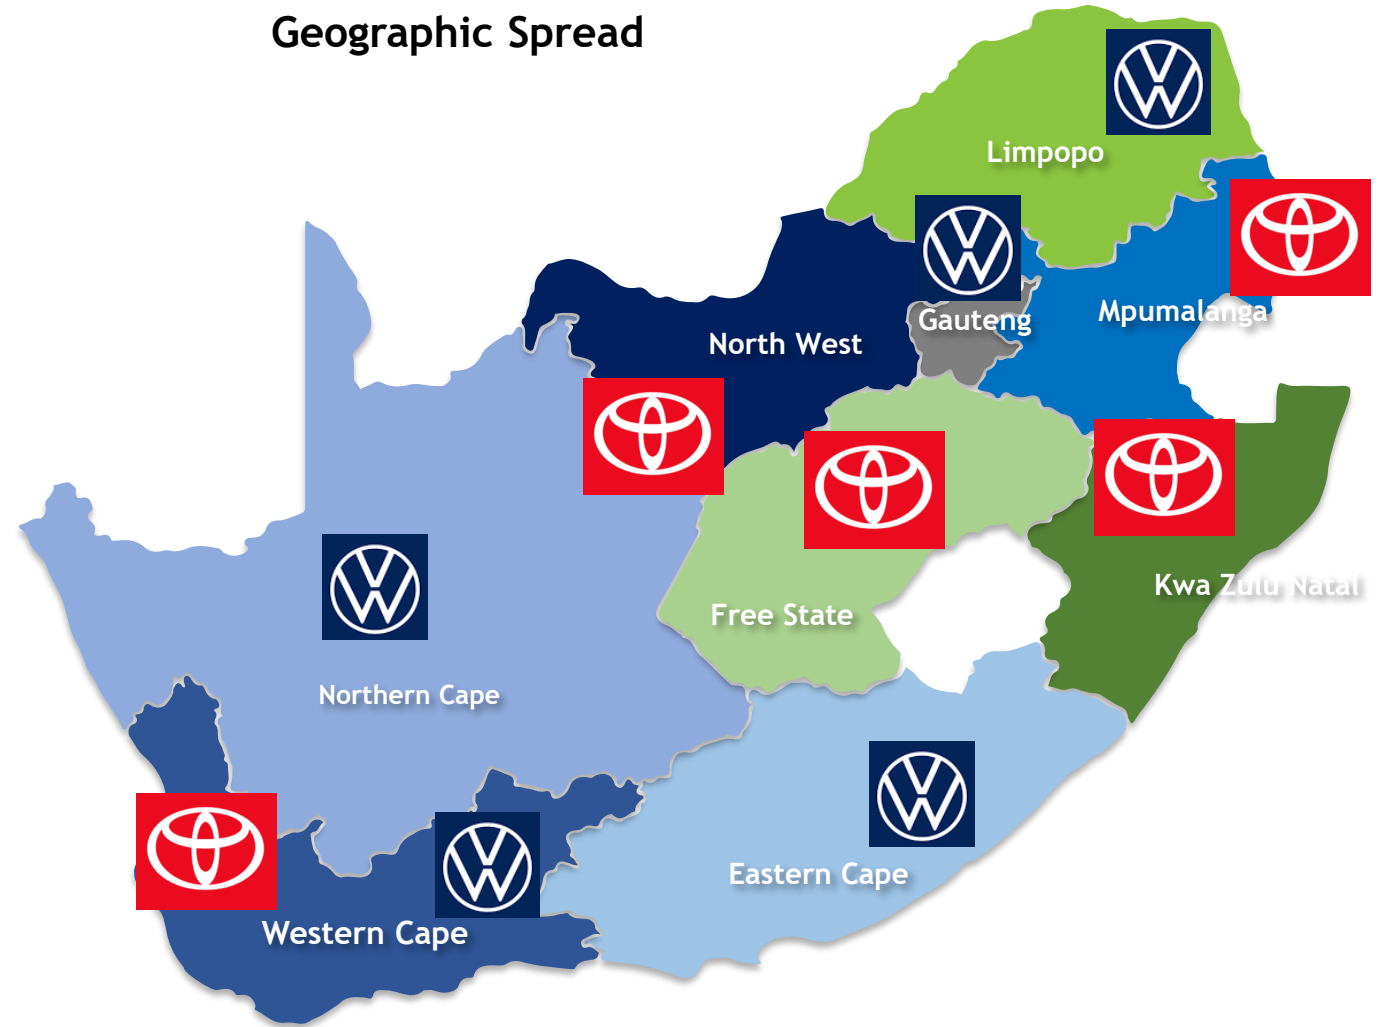 Geographic Spread
Limpopo
Mpumalanga
Gauteng
North West
Kwa Zulu Natal
Free State
Northern Cape
Eastern Cape
Western Cape